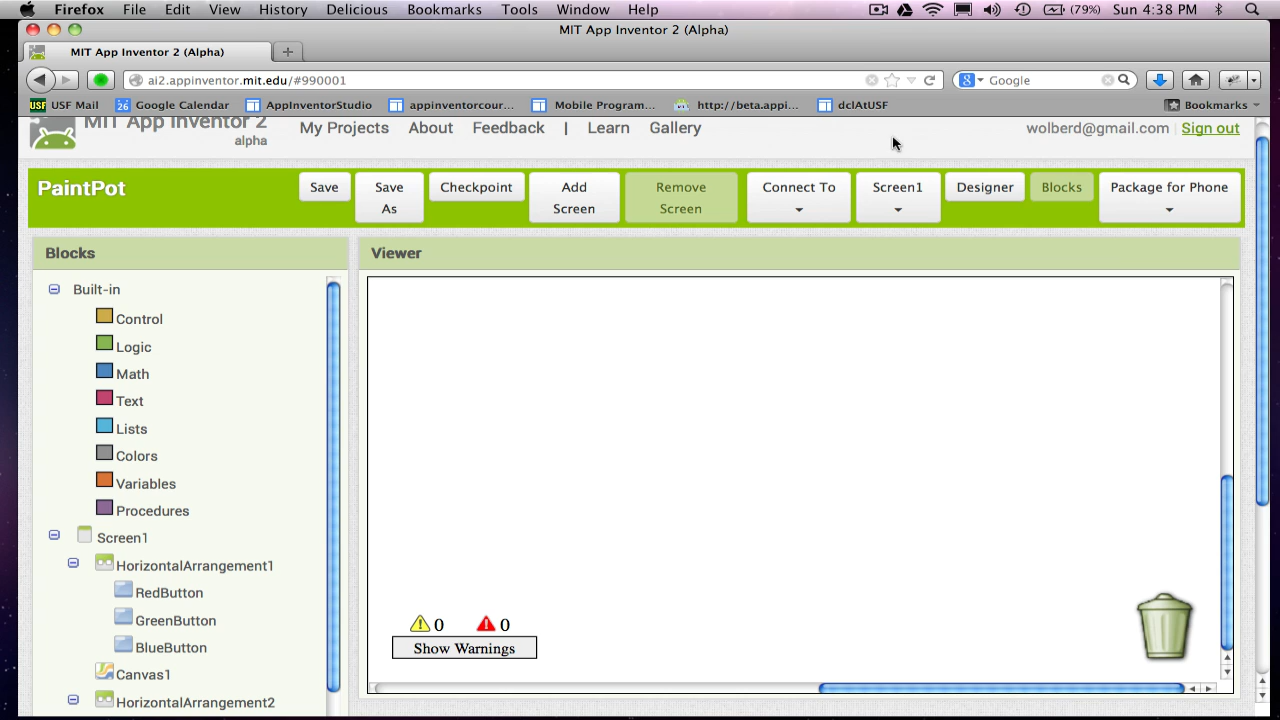 Firefox File Edit View History Delicious Bookmarks Tools Window Help (79%) Sun 4:38 PM
MIT App Inventor 2 (Alpha)
MIT App Inventor 2 (Alpha)
ai2.appinventor.mit.edu/#990001
Google
USF USF Mail 26 Google Calendar AppInventorStudio appinventorcour... Mobile Program... http://beta.appi... dclAtUSF Bookmarks
MIT App Inventor 2
alpha
My Projects About Feedback | Learn Gallery
wolberd@gmail.com | Sign out
PaintPot
Save
Save As
Checkpoint
Add Screen
Remove Screen
Connect To
Screen1
Designer
Blocks
Package for Phone
Blocks
Viewer
Built-in
Control
Logic
Math
Text
Lists
Colors
Variables
Procedures
Screen1
HorizontalArrangement1
RedButton
GreenButton
BlueButton
Canvas1
HorizontalArrangement2
0 0
Show Warnings